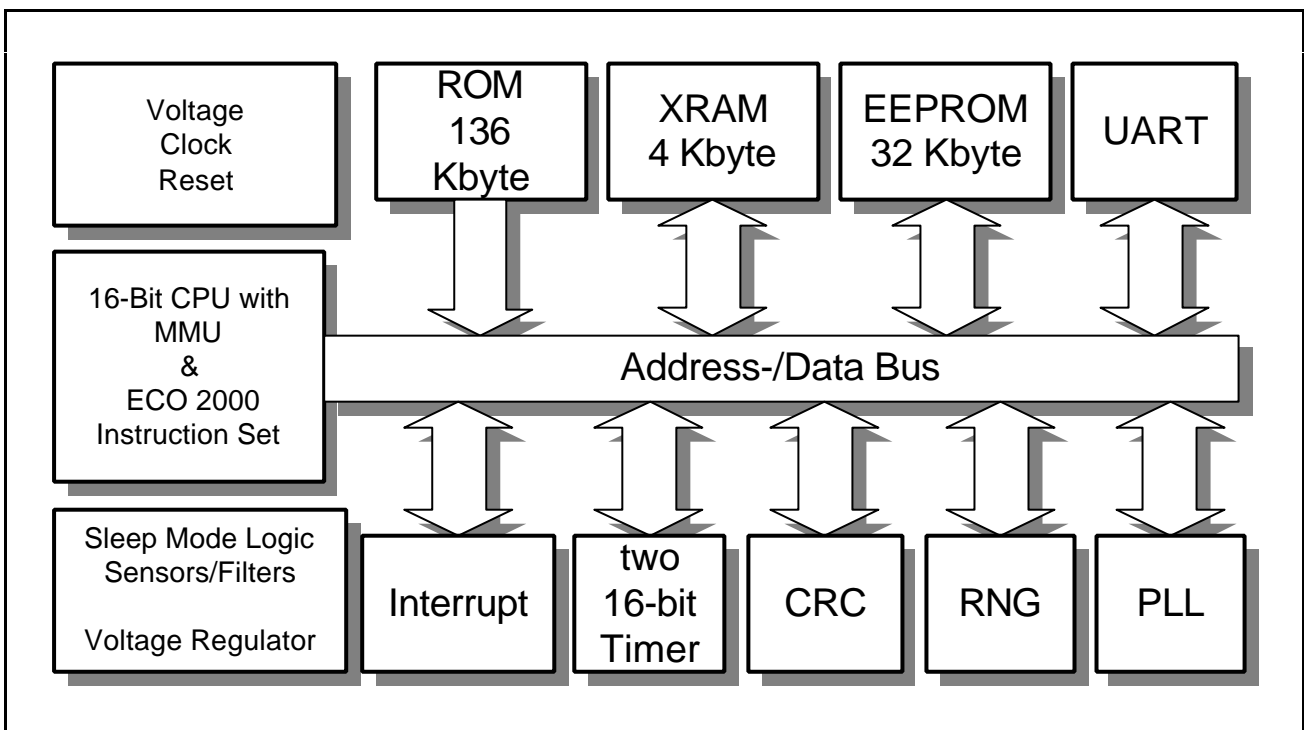 Voltage
Clock
Reset
ROM
136
Kbyte
XRAM
4 Kbyte
EEPROM
32 Kbyte
UART
16-Bit CPU with
MMU
&
ECO 2000
Instruction Set
Address-/Data Bus
Sleep Mode Logic
Sensors/Filters
Voltage Regulator
Interrupt
two
16-bit
Timer
CRC
RNG
PLL